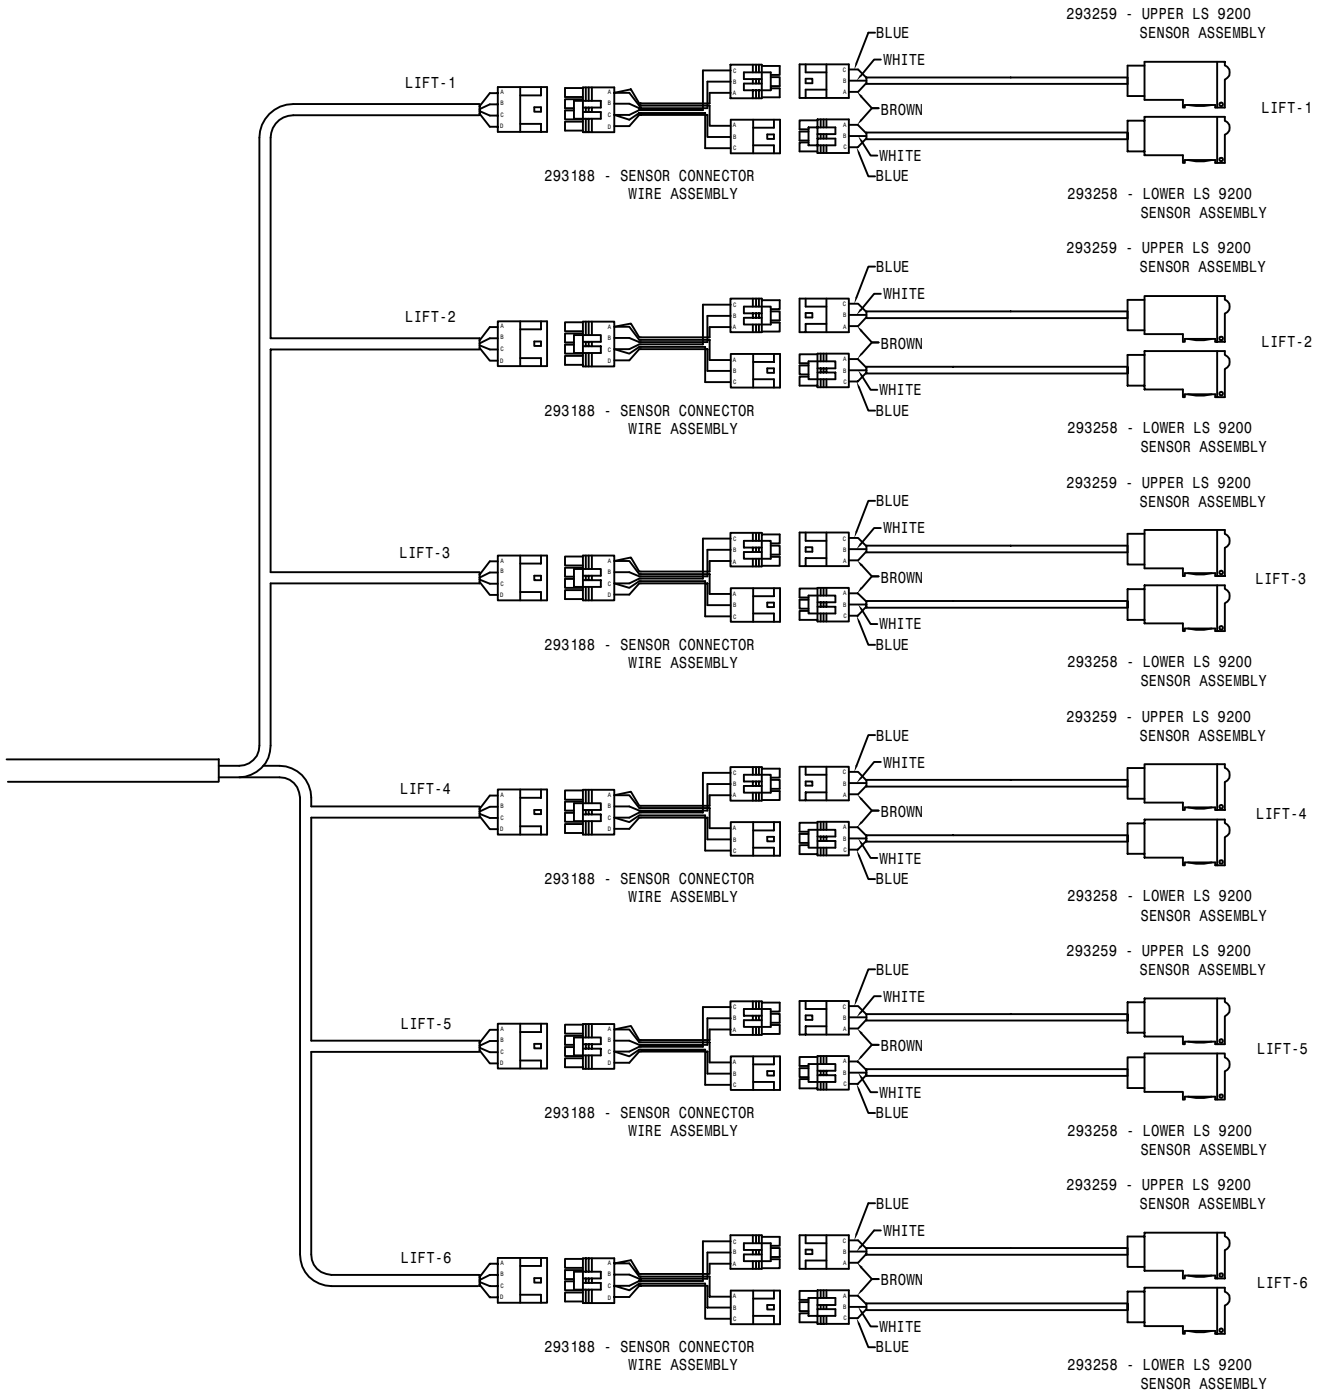 293259 - UPPER LS 9200
SENSOR ASSEMBLY
BLUE
WHITE
LIFT-1
BROWN
LIFT-1
WHITE
BLUE
293188 - SENSOR CONNECTOR
WIRE ASSEMBLY
293258 - LOWER LS 9200
SENSOR ASSEMBLY
293259 - UPPER LS 9200
SENSOR ASSEMBLY
BLUE
WHITE
LIFT-2
BROWN
LIFT-2
WHITE
BLUE
293188 - SENSOR CONNECTOR
WIRE ASSEMBLY
293258 - LOWER LS 9200
SENSOR ASSEMBLY
293259 - UPPER LS 9200
SENSOR ASSEMBLY
BLUE
WHITE
LIFT-3
BROWN
LIFT-3
WHITE
BLUE
293188 - SENSOR CONNECTOR
WIRE ASSEMBLY
293258 - LOWER LS 9200
SENSOR ASSEMBLY
293259 - UPPER LS 9200
SENSOR ASSEMBLY
BLUE
WHITE
LIFT-4
BROWN
LIFT-4
WHITE
BLUE
293188 - SENSOR CONNECTOR
WIRE ASSEMBLY
293258 - LOWER LS 9200
SENSOR ASSEMBLY
293259 - UPPER LS 9200
SENSOR ASSEMBLY
BLUE
WHITE
LIFT-5
BROWN
LIFT-5
WHITE
BLUE
293188 - SENSOR CONNECTOR
WIRE ASSEMBLY
293258 - LOWER LS 9200
SENSOR ASSEMBLY
293259 - UPPER LS 9200
SENSOR ASSEMBLY
BLUE
WHITE
LIFT-6
BROWN
LIFT-6
WHITE
BLUE
293188 - SENSOR CONNECTOR
WIRE ASSEMBLY
293258 - LOWER LS 9200
SENSOR ASSEMBLY